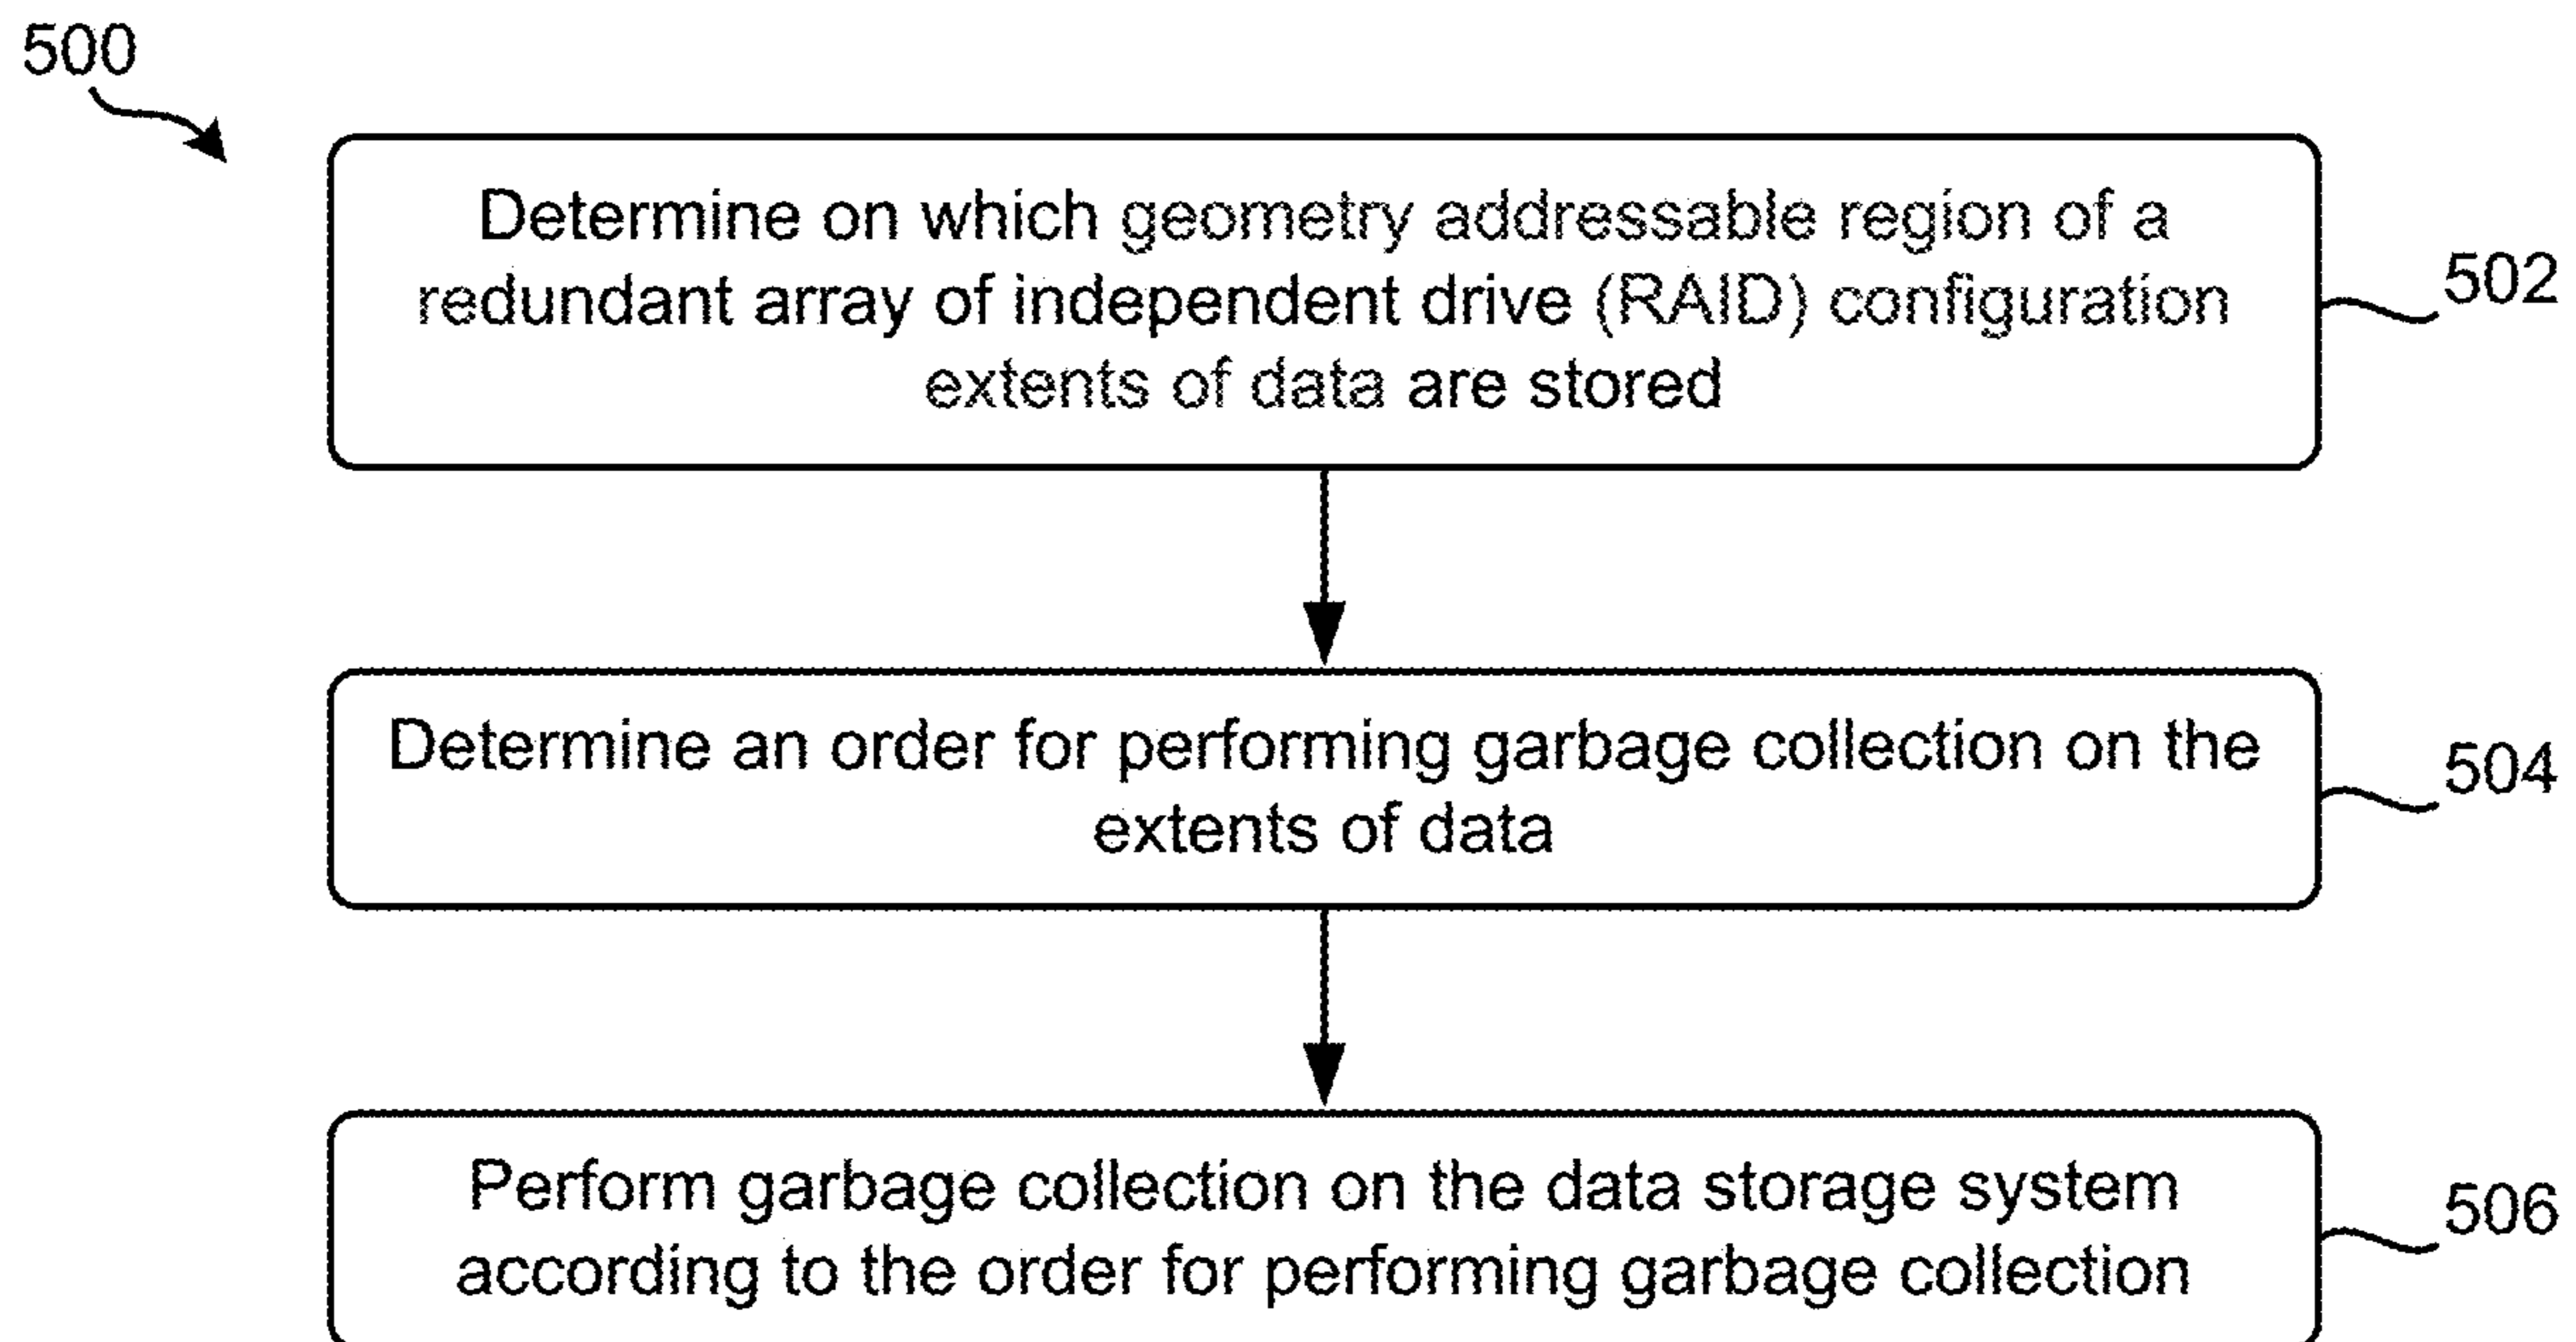 500
Determine on which geometry addressable region of a
redundant array of independent drive (RAID) configuration
extents of data are stored
502
Determine an order for performing garbage collection on the
extents of data
504
Perform garbage collection on the data storage system
according to the order for performing garbage collection
506